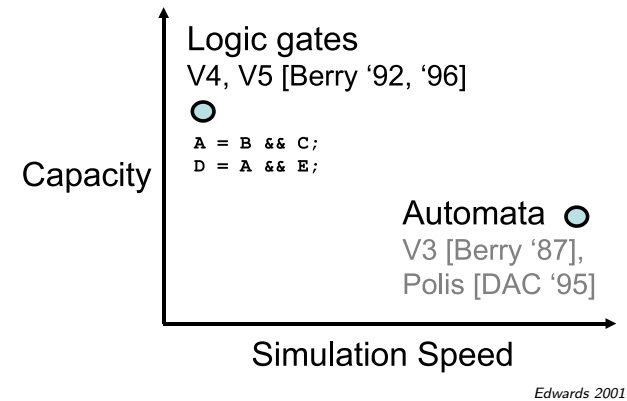 Logic gates
V4, V5 [Berry ‘92, ‘96]
A = B && C;
D = A && E;
Capacity
Automata
V3 [Berry ‘87],
Polis [DAC ‘95]
Simulation Speed
Edwards 2001